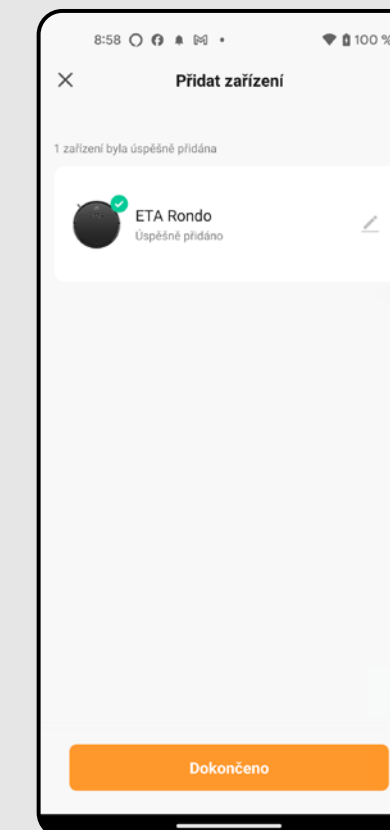 8:58 100 %
Přidat zařízení
1 zařízení byla úspěšně přidána
ETA Rondo
Úspěšně přidáno
Dokončeno